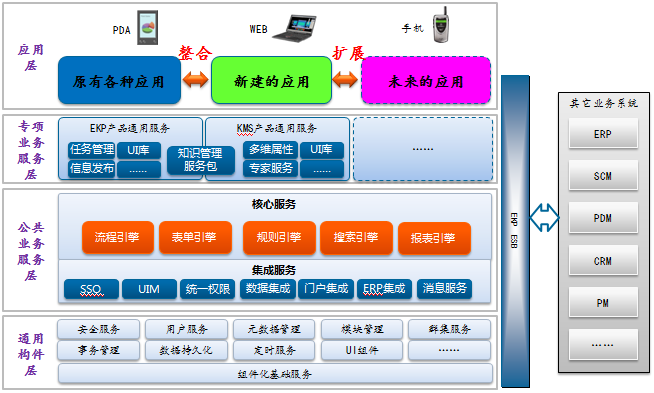 PDA
WEB
手机
应用
层
整合
扩展
原有各种应用
新建的应用
未来的应用
专项
业务
服务
层
EKP产品通用服务
KMS产品通用服务
任务管理
UI库
信息发布
……
知识管理
服务包
多维属性
UI库
专家服务
……
……
公共
业务
服务
层
核心服务
流程引擎
表单引擎
规则引擎
搜索引擎
报表引擎
集成服务
SSO
UIM
统一权限
数据集成
门户集成
ERP集成
消息服务
通用
构件
层
安全服务
用户服务
元数据管理
模块管理
群集服务
事务管理
数据持久化
定时服务
UI组件
……
组件化基础服务
EKP ESB
其它业务系统
ERP
SCM
PDM
CRM
PM
……